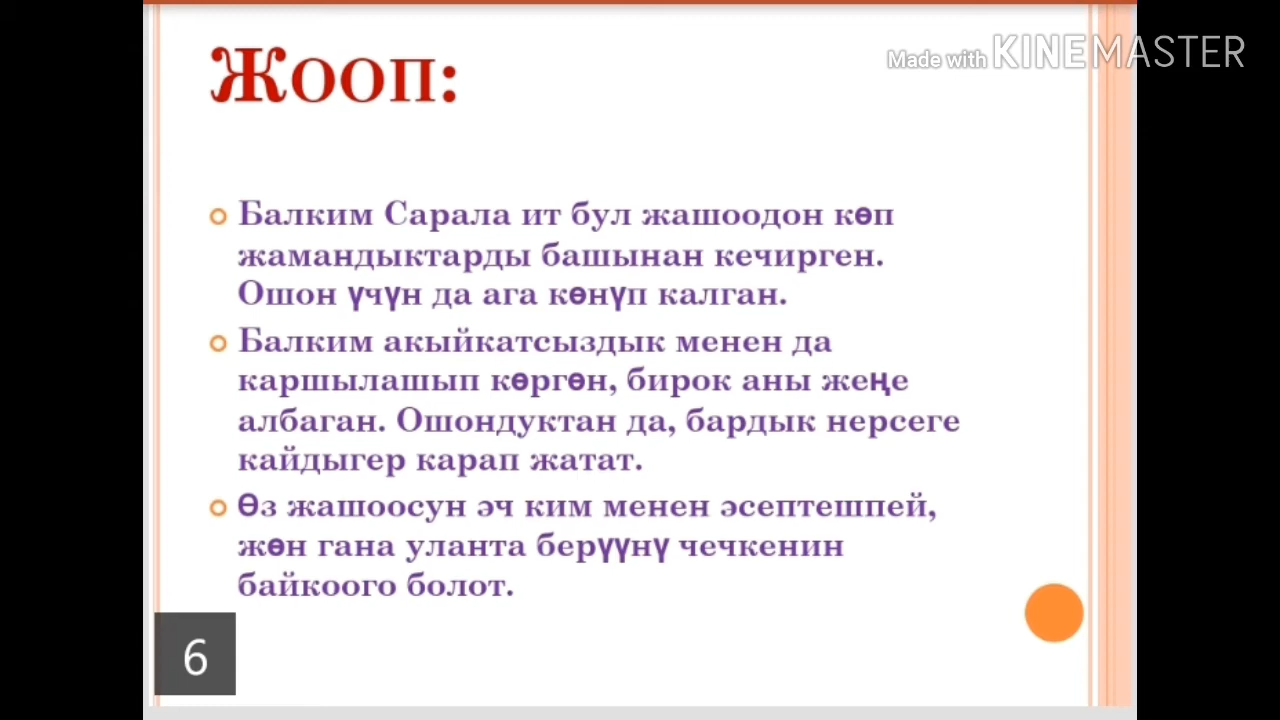 Made with KINEMASTER
Жооп:
Балким Сарала ит бул жашоодон көп
жамандыктарды башынан кечирген.
Ошон үчүн да ага көнүп калган.
Балким акыйкатсыздык менен да
каршылашып көргөн, бирок аны жеңе
албаган. Ошондуктан да, бардык нерсеге
кайдыгер карап жатат.
Өз жашоосун эч ким менен эсептешпей,
жөн гана уланта берүүнү чечкенин
байкоого болот.
6